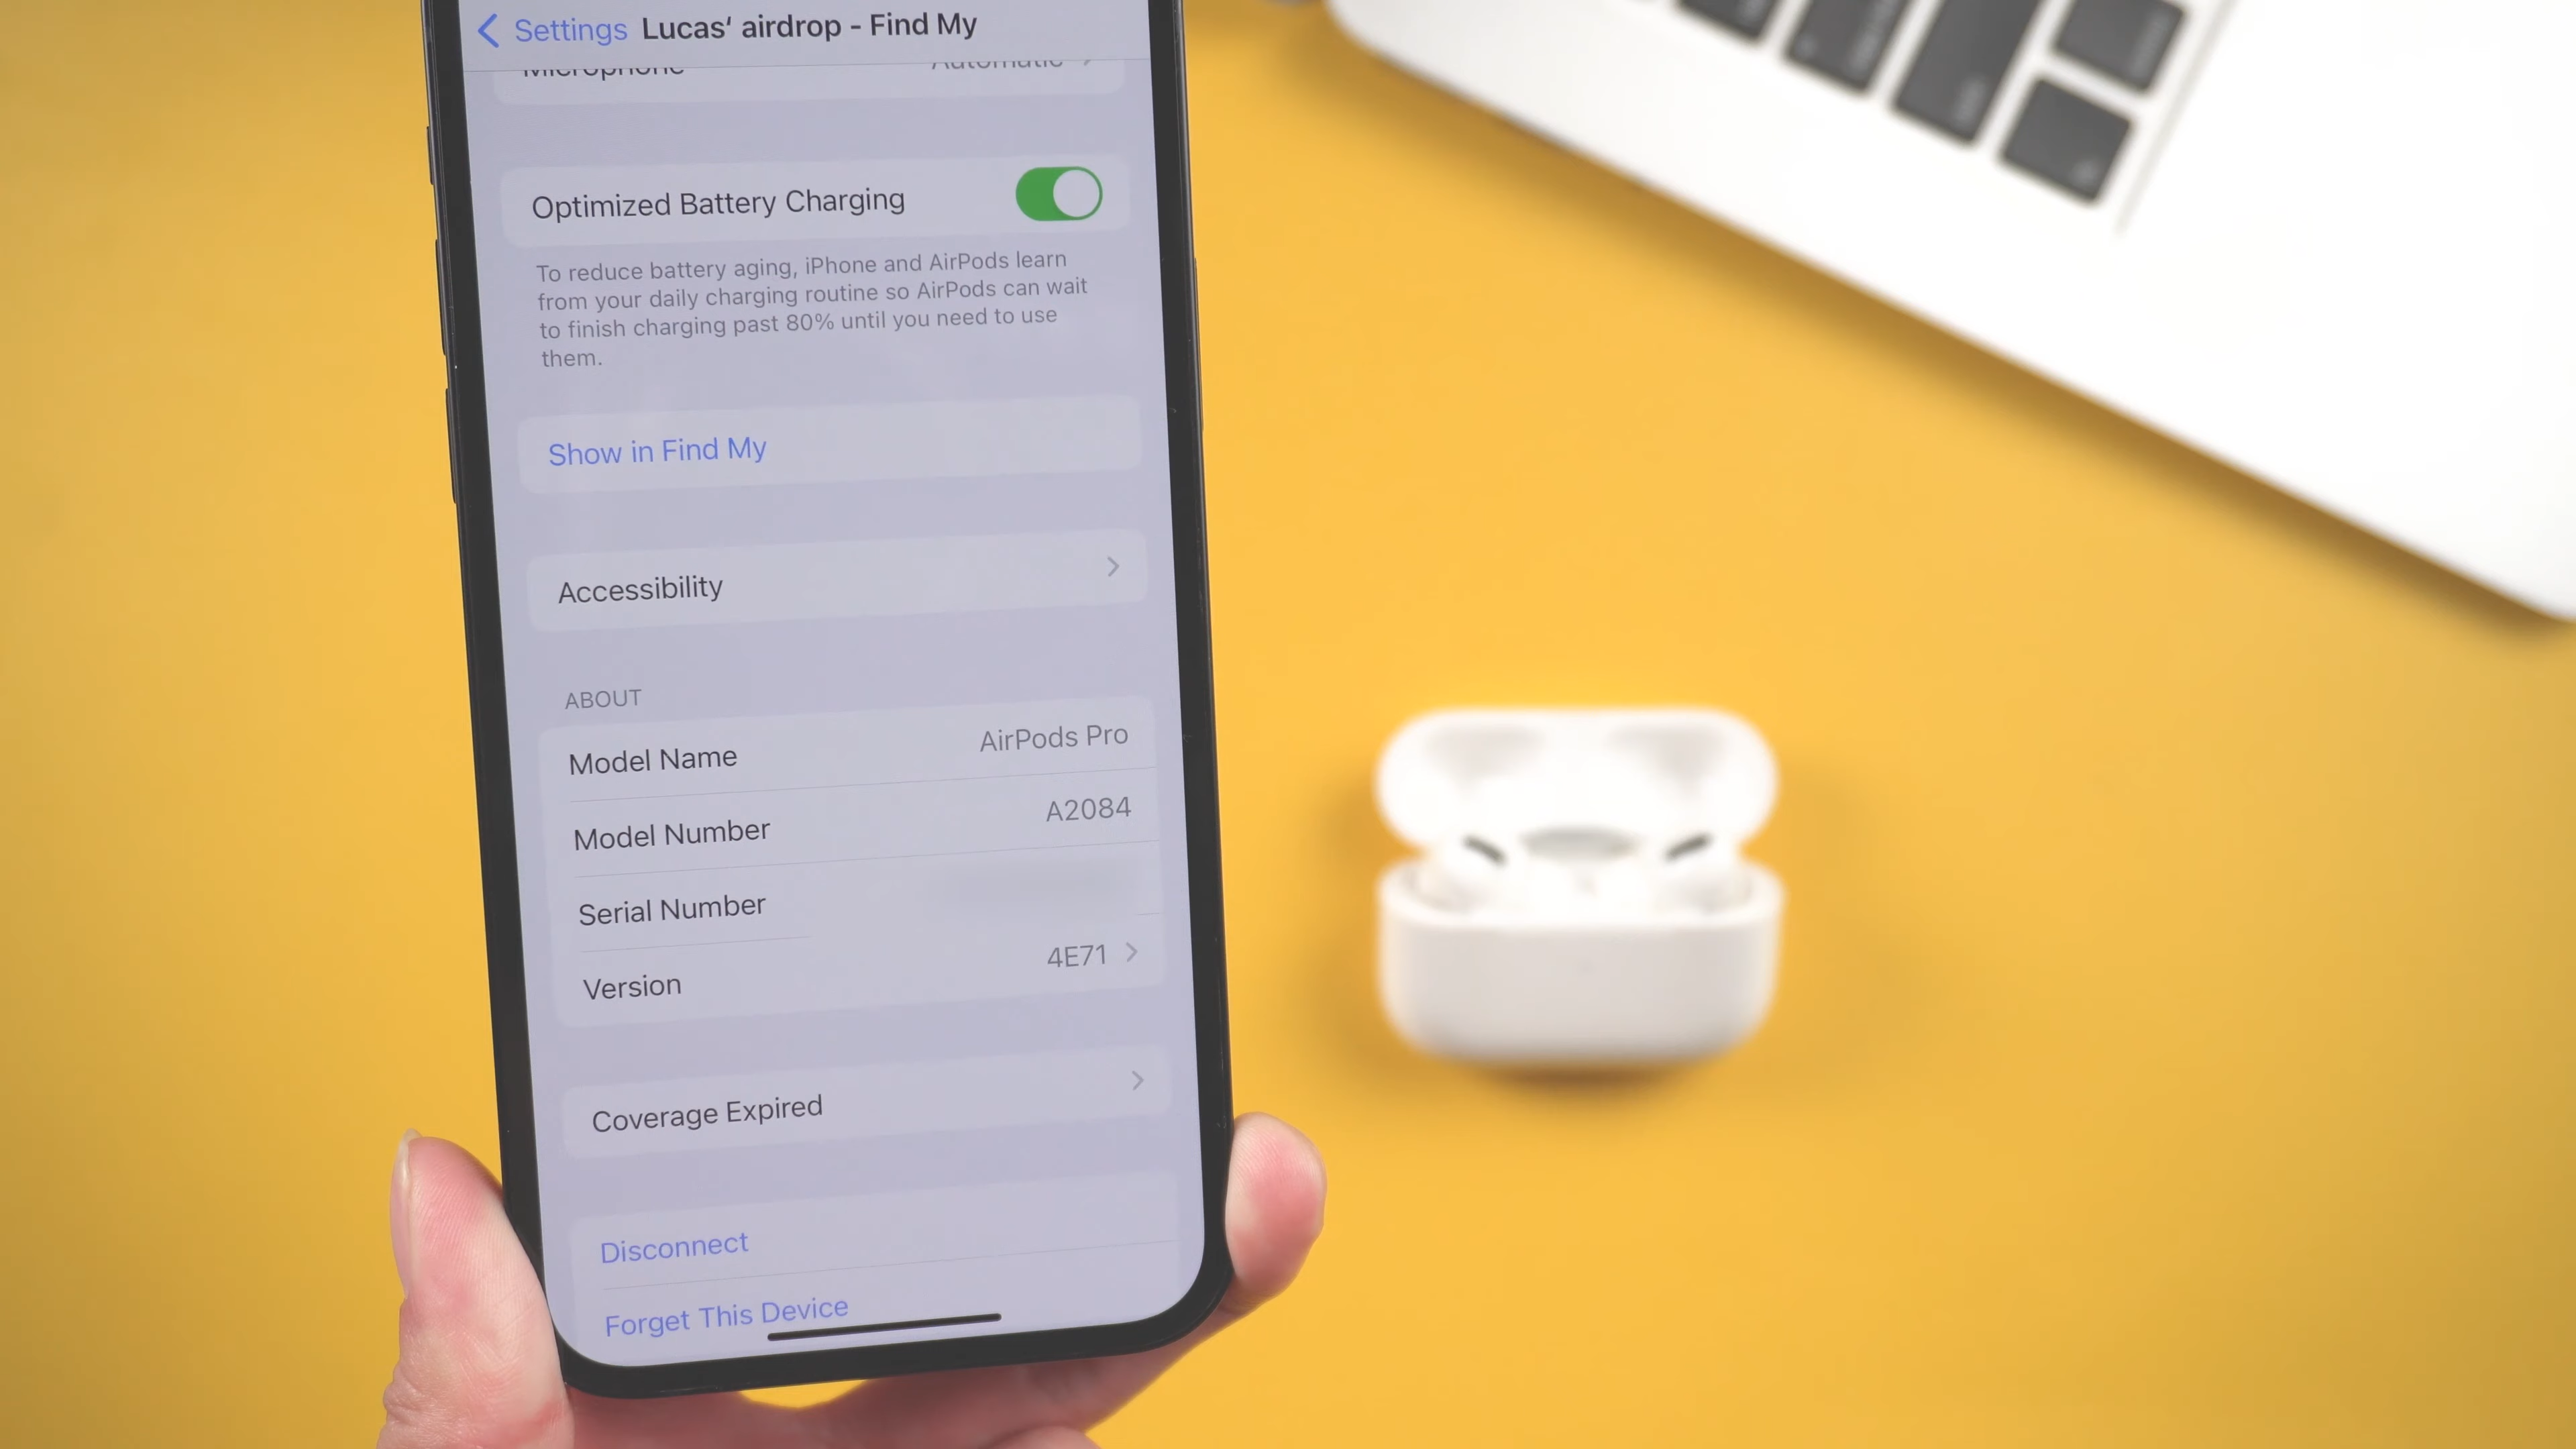 Settings Lucas‘ airdrop - Find My
Microphone Automatic
Optimized Battery Charging
To reduce battery aging, iPhone and AirPods learn
from your daily charging routine so AirPods can wait
to finish charging past 80% until you need to use
them.
Show in Find My
Accessibility
ABOUT
Model Name AirPods Pro
Model Number A2084
Serial Number
Version 4E71
Coverage Expired
Disconnect
Forget This Device